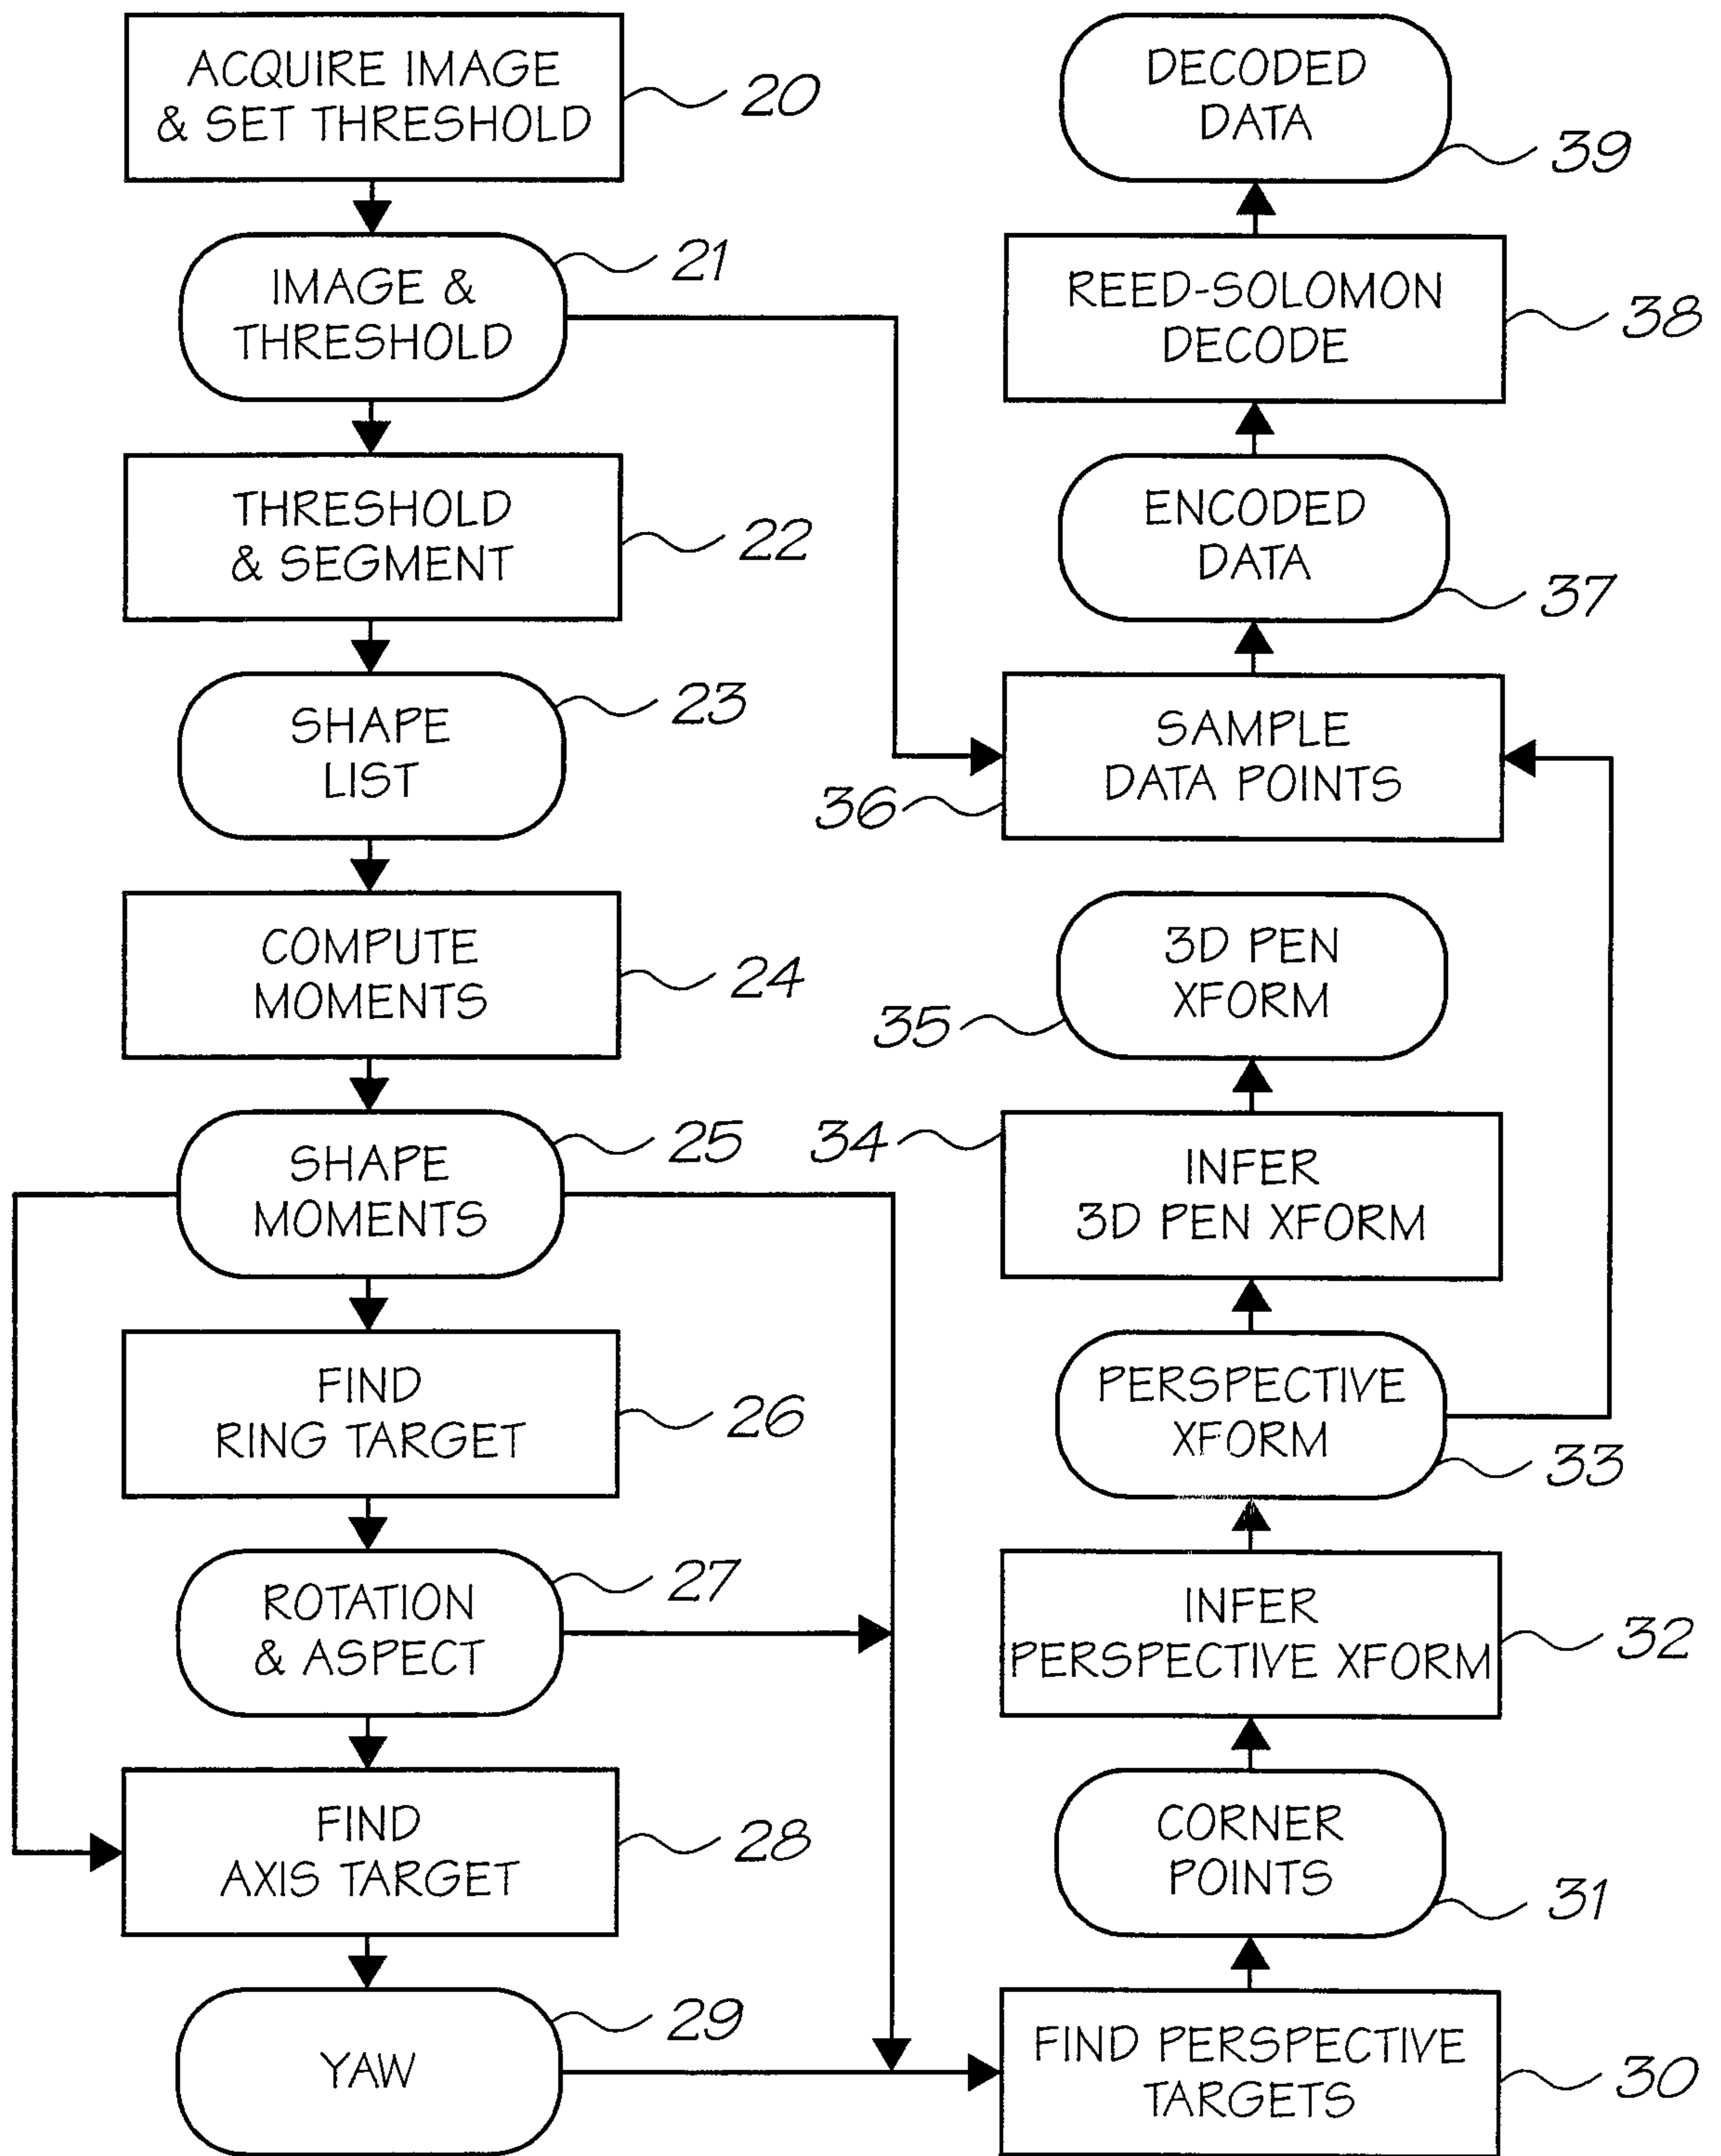 ACQUIRE IMAGE
& SET THRESHOLD
20
IMAGE &
THRESHOLD
21
THRESHOLD
& SEGMENT
22
SHAPE
LIST
23
COMPUTE
MOMENTS
24
SHAPE
MOMENTS
25
FIND
RING TARGET
26
ROTATION
& ASPECT
27
FIND
AXIS TARGET
28
YAW
29
FIND PERSPECTIVE
TARGETS
30
CORNER
POINTS
31
INFER
PERSPECTIVE XFORM
32
PERSPECTIVE
XFORM
33
INFER
3D PEN XFORM
34
3D PEN
XFORM
35
SAMPLE
DATA POINTS
36
ENCODED
DATA
37
REED-SOLOMON
DECODE
38
DECODED
DATA
39